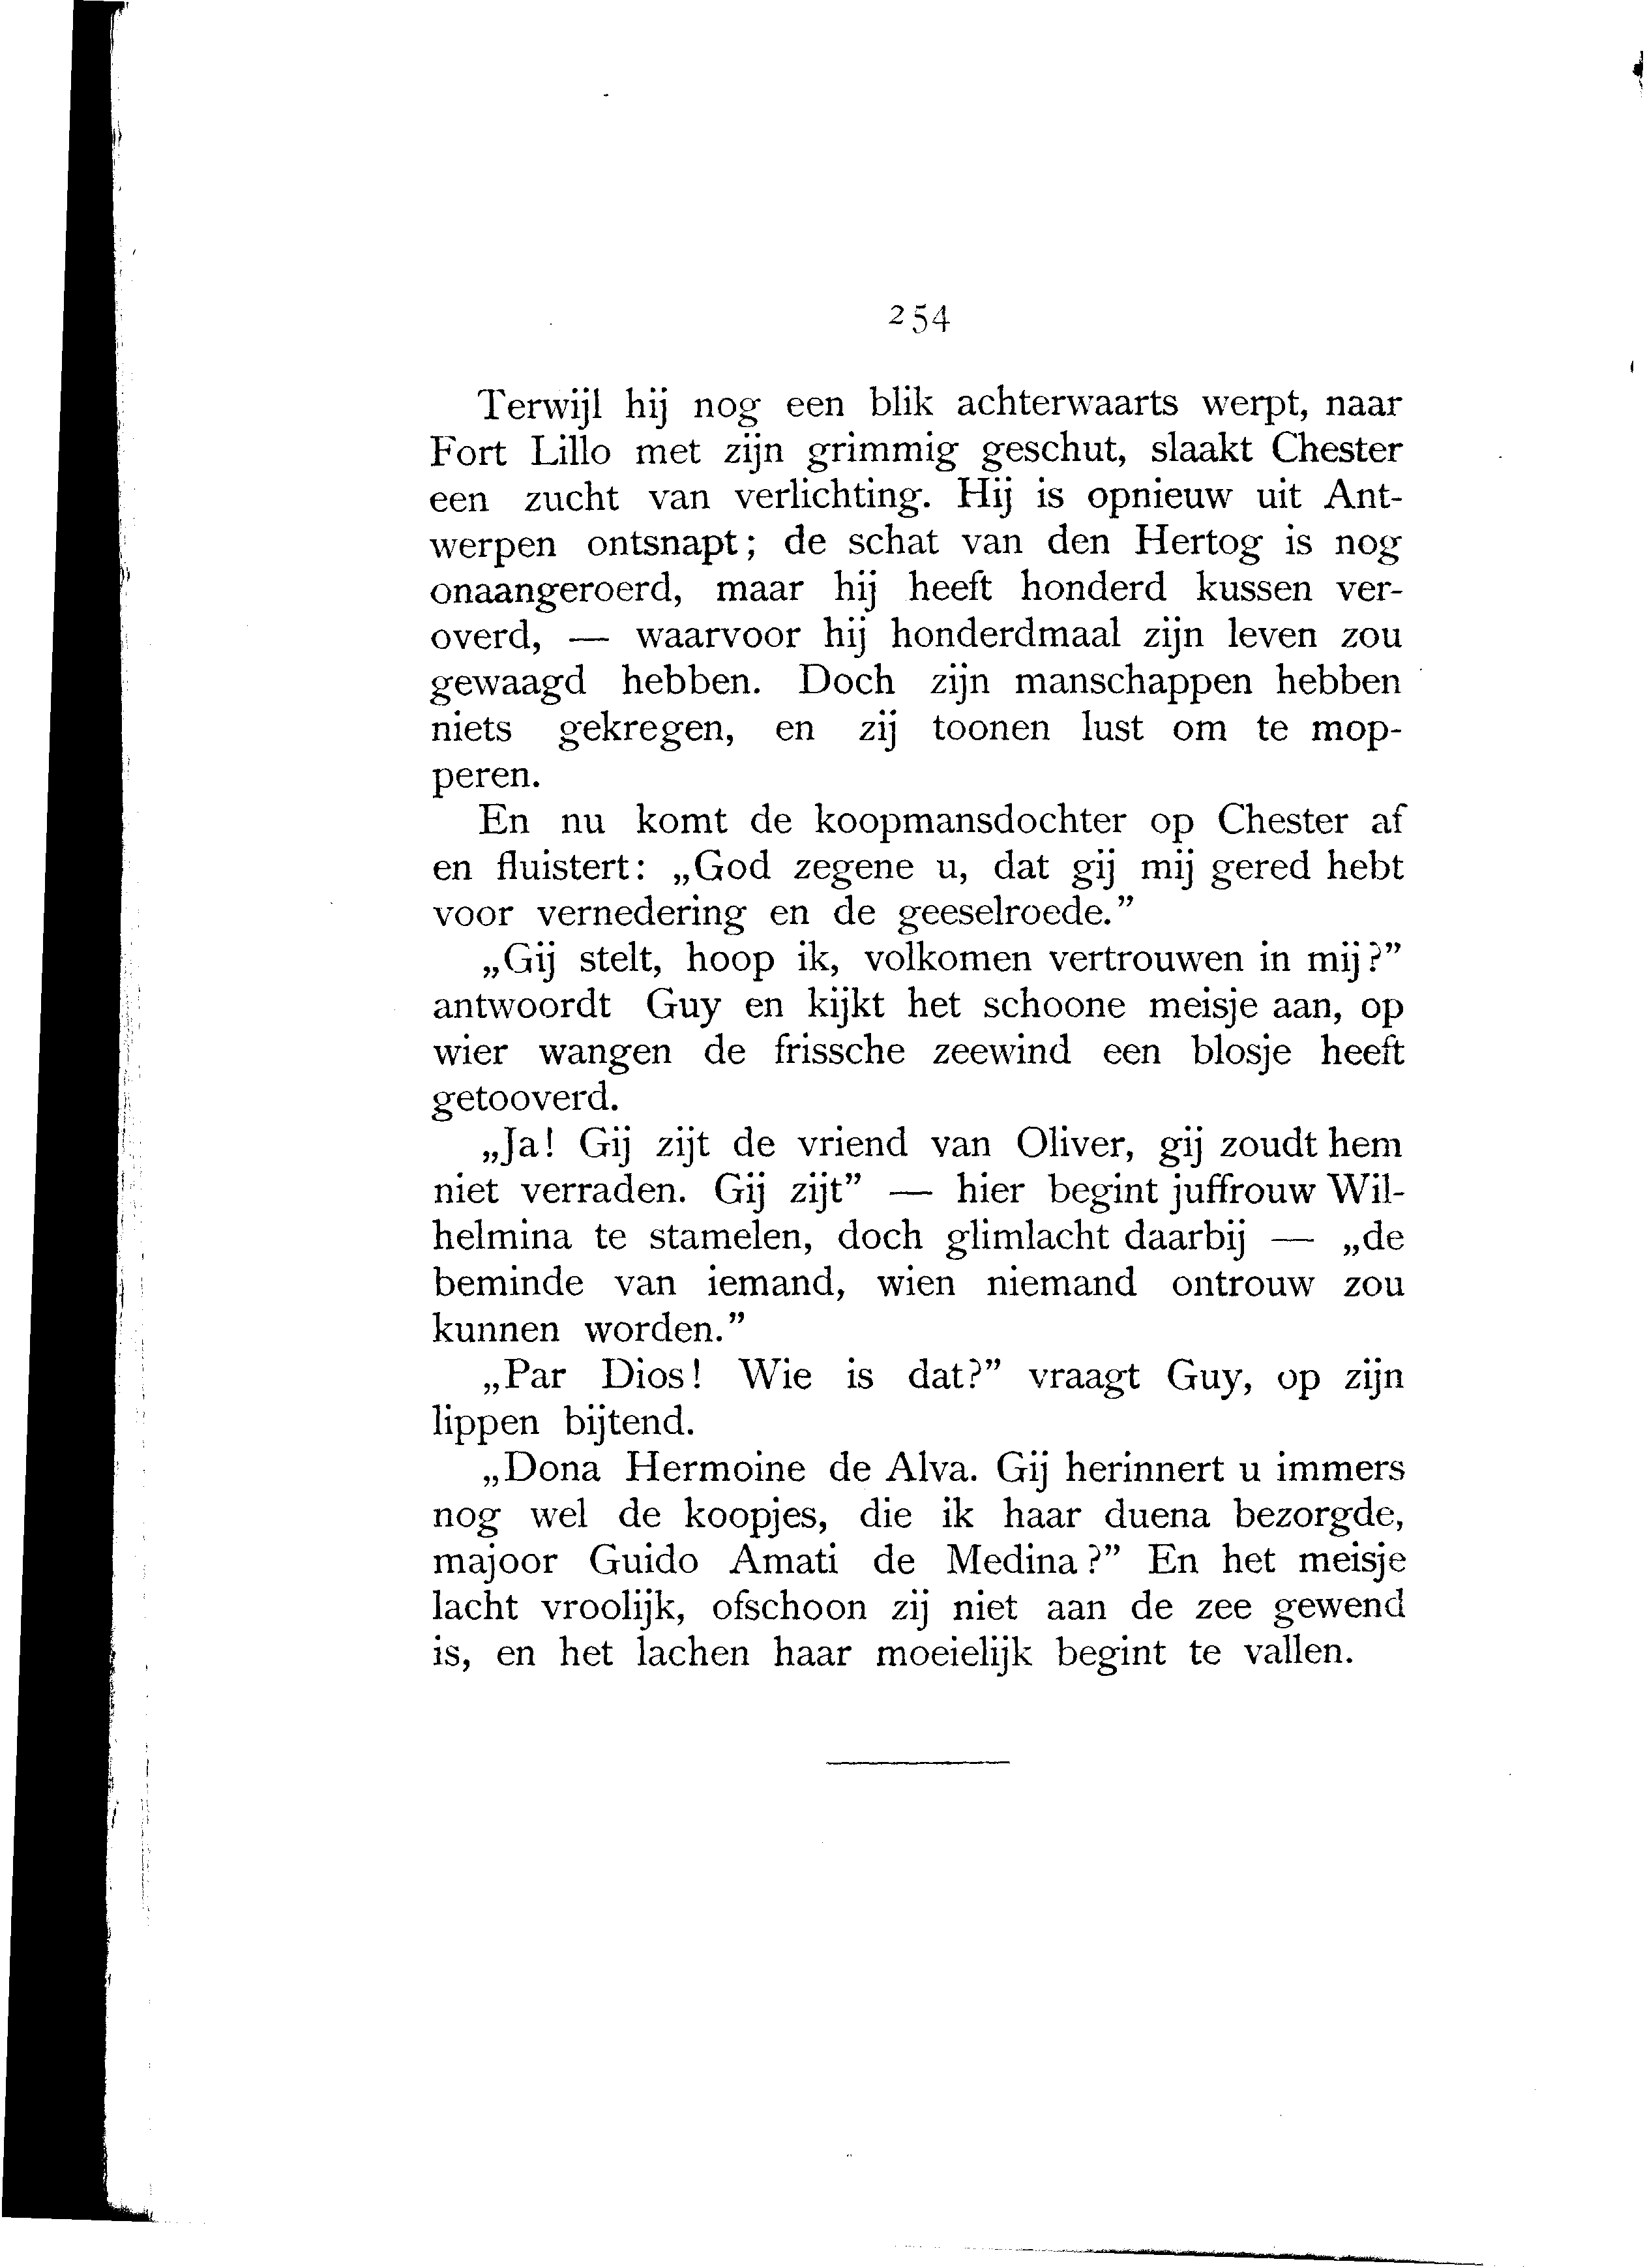 254
Terwijl hij nog een blik achterwaarts werpt, naar
Fort Lillo met zijn grimmig geschut, slaakt Chester
een zucht van verlichting. Hij is opnieuw uit Ant-
werpen ontsnapt; de schat van den Hertog is nog
onaangeroerd, maar hij heeft honderd kussen ver-
overd, — waarvoor hij honderdmaal zijn leven zou
gewaagd hebben. Doch zijn manschappen hebben
niets gekregen, en zij toonen lust om te mop-
peren.
En nu komt de koopmansdochter op Chester af
en fluistert: „God zegene u, dat gij mij gered hebt
voor vernedering en de geeselroede.”
„Gij stelt, hoop ik, volkomen vertrouwen in mij?”
antwoordt Guy en kijkt het schoone meisje aan, op
wier wangen de frissche zeewind een blosje heeft
getooverd.
„Ja! Gij zijt de vriend van Oliver, gij zoudt hem
niet verraden. Gij zijt” — hier begint juffrouw Wil-
helmina te stamelen, doch glimlacht daarbij — „de
beminde van iemand, wien niemand ontrouw zou
kunnen worden.”
„Par Dios! Wie is dat?” vraagt Guy, op zijn
lippen bijtend.
„Dona Hermoine de Alva. Gij herinnert u immers
nog wel de koopjes, die ik haar duena bezorgde,
majoor Guido Amati de Medina?” En het meisje
lacht vroolijk, ofschoon zij niet aan de zee gewend
is, en het lachen haar moeielijk begint te vallen.